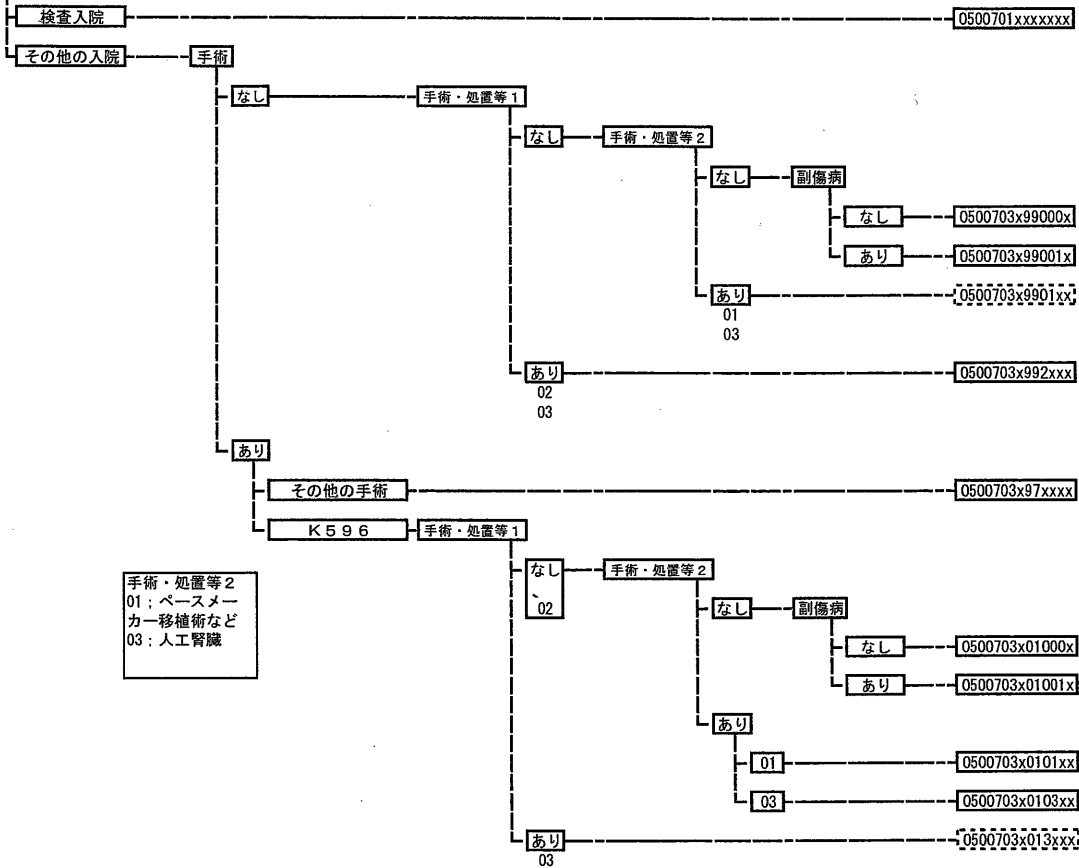 検査入院 0500701xxxxxxx
その他の入院 手術
なし 手術・処置等1
なし 手術・処置等2
なし 副傷病
なし 0500703x99000x
あり 0500703x99001x
あり 0500703x9901xx
01
03
あり 0500703x992xxx
02
03
あり
その他の手術 0500703x97xxxx
K596 手術・処置等1
なし 手術・処置等2
、
02
なし 副傷病
なし 0500703x01000x
あり 0500703x01001x
あり
01 0500703x0101xx
03 0500703x0103xx
あり 0500703x013xxx
03
手術・処置等2
01;ペースメー
カー移植術など
03;人工腎臓